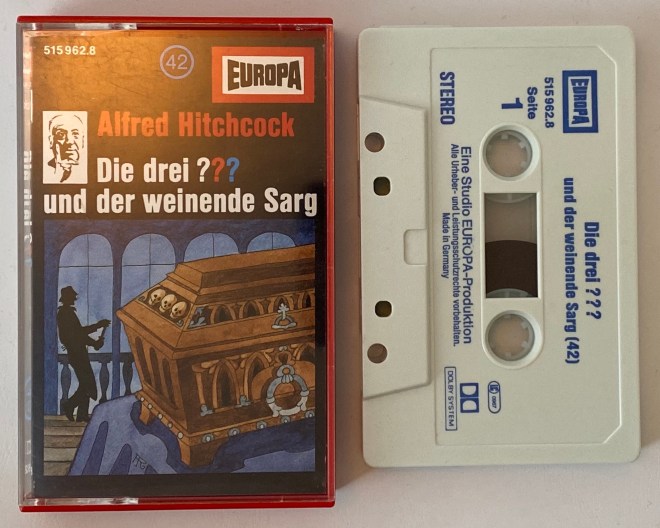 515 962.8
42
EUROPA
Alfred Hitchcock
Die drei ???
und der weinende Sarg
EUROPA
515 962.8
Seite
1
STEREO
Die drei ???
und der weinende Sarg (42)
Eine Studio EUROPA-Produktion
Alle Urheber- und Leistungsschutzrechte vorbehalten.
Made in Germany
DOLBY SYSTEM